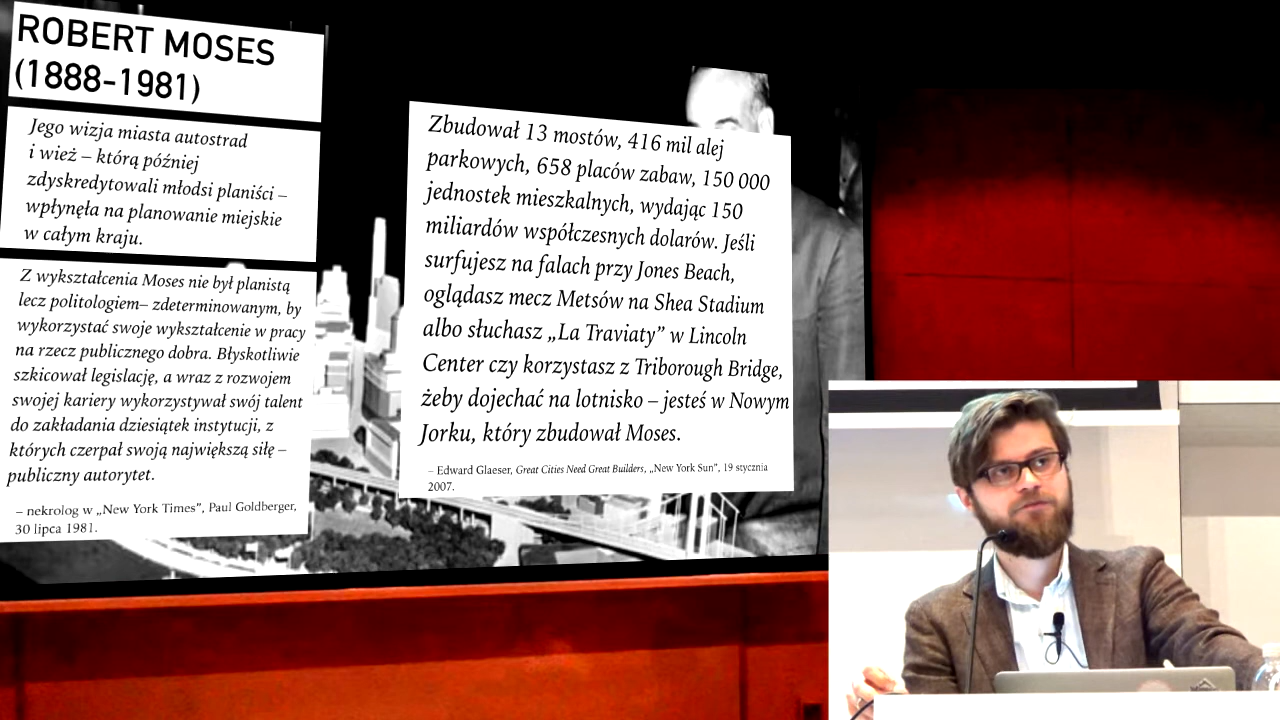 ROBERT MOSES
(1888-1981)
Jego wizja miasta autostrad
i wież – którą później
zdyskredytowali młodsi planiści –
wpłynęła na planowanie miejskie
w całym kraju.
Z wykształcenia Moses nie był planistą
lecz politologiem– zdeterminowanym, by
wykorzystać swoje wykształcenie w pracy
na rzecz publicznego dobra. Błyskotliwie
szkicował legislację, a wraz z rozwojem
swojej kariery wykorzystywał swój talent
do zakładania dziesiątek instytucji, z
których czerpał swoją największą siłę –
publiczny autorytet.
– nekrolog w „New York Times”, Paul Goldberger,
30 lipca 1981.
Zbudował 13 mostów, 416 mil alej
parkowych, 658 placów zabaw, 150 000
jednostek mieszkalnych, wydając 150
miliardów współczesnych dolarów. Jeśli
surfujesz na falach przy Jones Beach,
oglądasz mecz Metsów na Shea Stadium
albo słuchasz „La Traviaty” w Lincoln
Center czy korzystasz z Triborough Bridge,
żeby dojechać na lotnisko – jesteś w Nowym
Jorku, który zbudował Moses.
– Edward Glaeser, Great Cities Need Great Builders, „New York Sun”, 19 stycznia
2007.